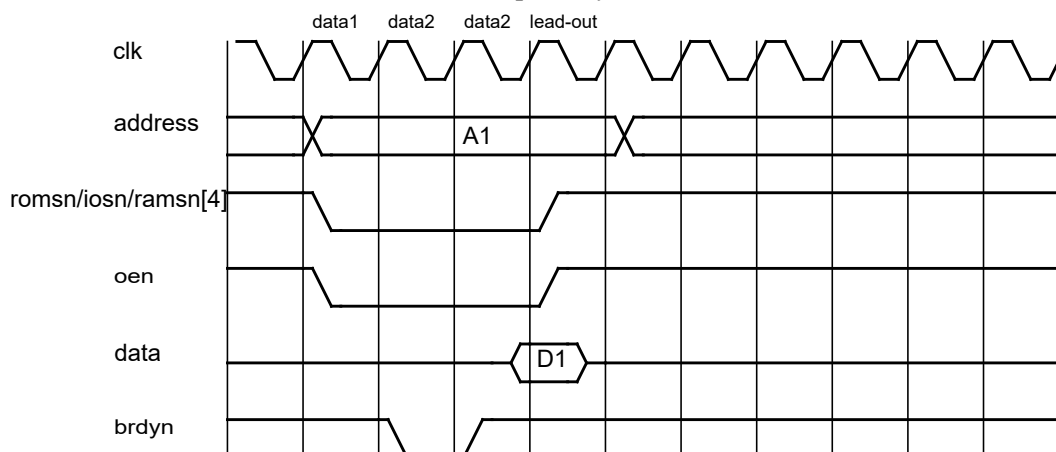 data1 data2 data2 lead-out
clk
address
A1
romsn/iosn/ramsn[4]
oen
data
D1
brdyn